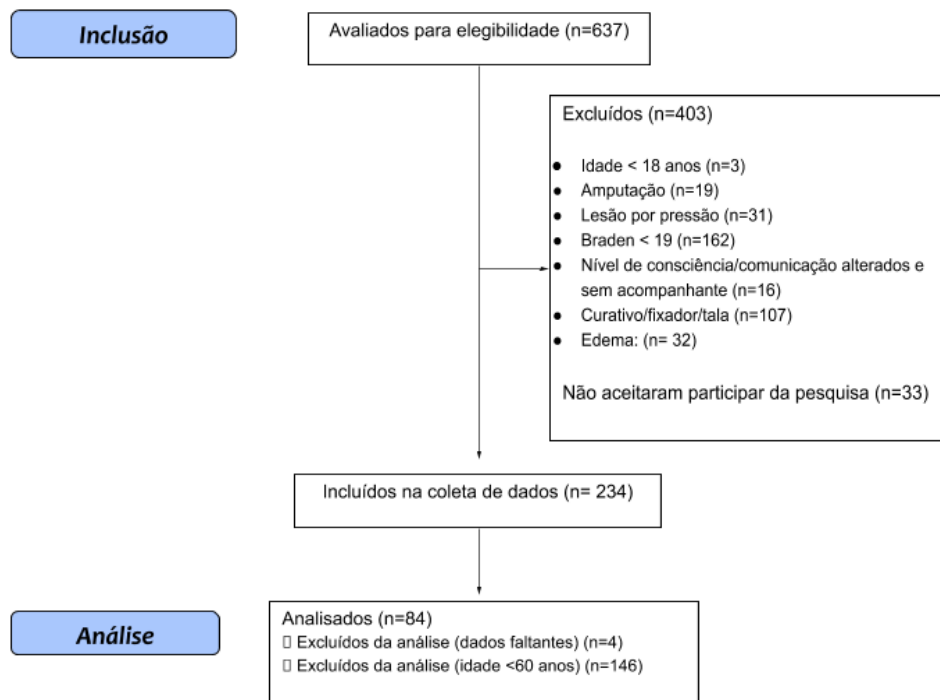 Inclusão
Avaliados para elegibilidade (n=637)
Excluídos (n=403)
● Idade < 18 anos (n=3)
● Amputação (n=19)
● Lesão por pressão (n=31)
● Braden < 19 (n=162)
● Nível de consciência/comunicação alterados e
sem acompanhante (n=16)
● Curativo/fixador/tala (n=107)
● Edema: (n= 32)
Não aceitaram participar da pesquisa (n=33)
Incluídos na coleta de dados (n= 234)
Análise
Analisados (n=84)
▯ Excluídos da análise (dados faltantes) (n=4)
▯ Excluídos da análise (idade <60 anos) (n=146)